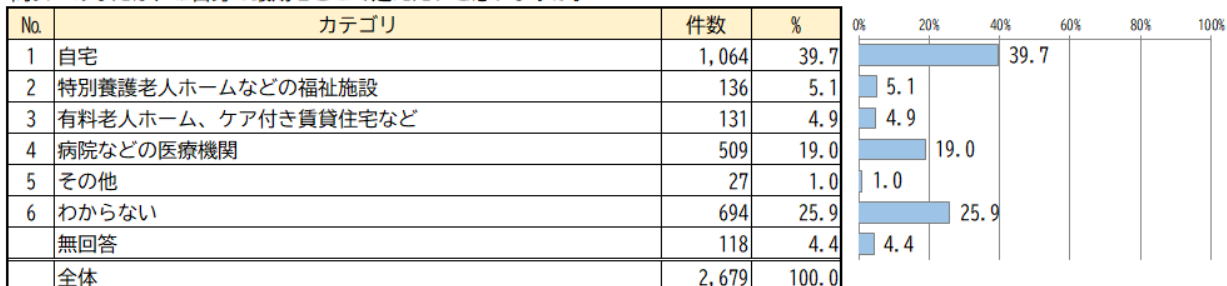 No. カテゴリ 件数 % 0% 20% 40% 60% 80% 100%
1 自宅 1,064 39.7 39.7
2 特別養護老人ホームなどの福祉施設 136 5.1 5.1
3 有料老人ホーム、ケア付き賃貸住宅など 131 4.9 4.9
4 病院などの医療機関 509 19.0 19.0
5 その他 27 1.0 1.0
6 わからない 694 25.9 25.9
無回答 118 4.4 4.4
全体 2,679 100.0